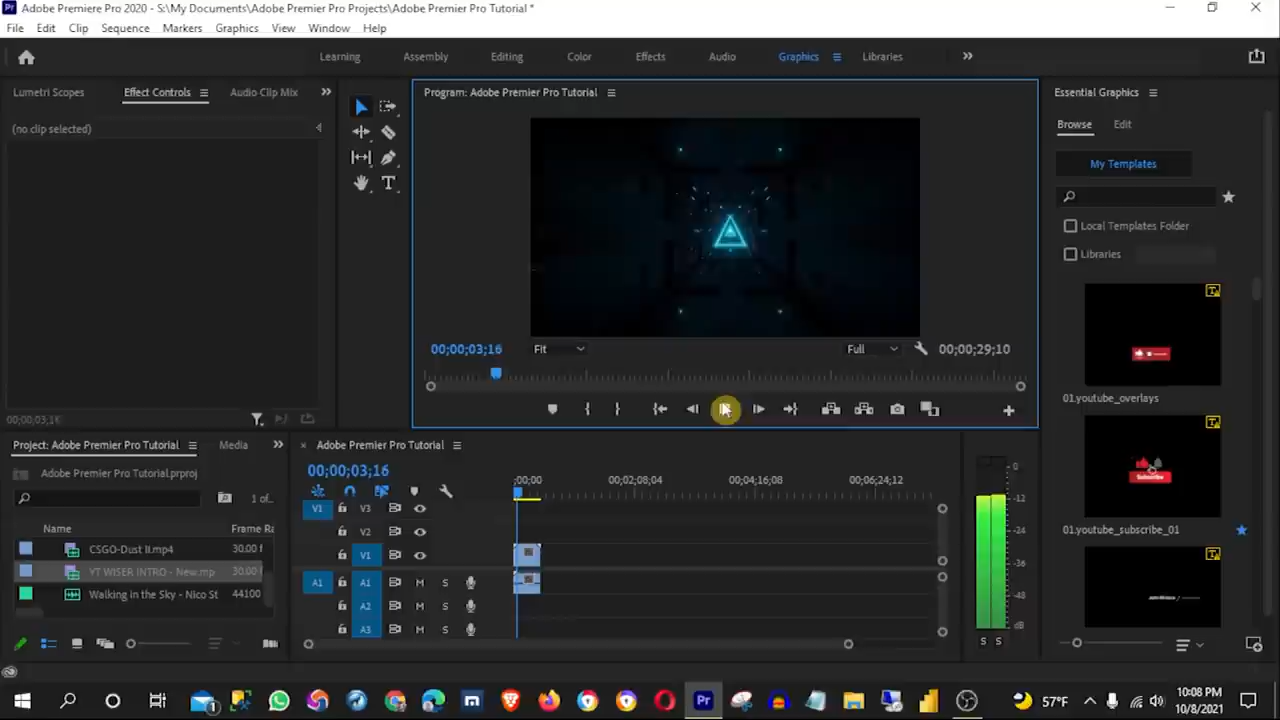 Adobe Premiere Pro 2020 - S:\My Documents\Adobe Premier Pro Projects\Adobe Premier Pro Tutorial *
File Edit Clip Sequence Markers Graphics View Window Help
Learning Assembly Editing Color Effects Audio Graphics Libraries
Lumetri Scopes Effect Controls Audio Clip Mix
(no clip selected)
00;00;03;16
Program: Adobe Premier Pro Tutorial
00;00;03;16 Fit Full 00;00;29;10
Essential Graphics
Browse Edit
My Templates
Local Templates Folder
Libraries
01.youtube_overlays
Subscribe
01.youtube_subscribe_01
Project: Adobe Premier Pro Tutorial Media
Adobe Premier Pro Tutorial.prproj
1 of..
Name Frame Ra
CSGO-Dust II.mp4 30.00 f
YT WISER INTRO - New.mp 30.00 f
Walking in the Sky - Nico St 44100
Adobe Premier Pro Tutorial
00;00;03;16
;00;00 00;02;08;04 00;04;16;08 00;06;24;12
V1 V3
V2
V1
A1 A1 M S
A2 M S
A3 M S
0
-12
-24
-36
-48
dB
S S
1 Pr 57°F
10:08 PM
10/8/2021